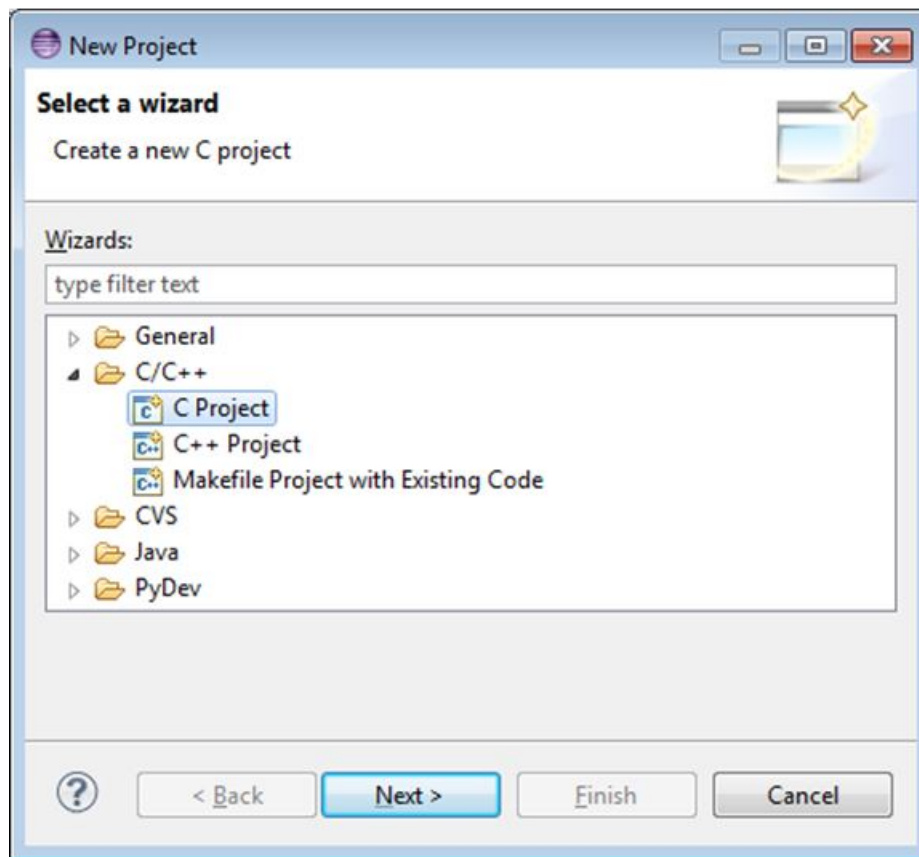 New Project
Select a wizard
Create a new C project
Wizards:
type filter text
General
C/C++
C Project
C++ Project
Makefile Project with Existing Code
CVS
Java
PyDev
? < Back Next > Finish Cancel